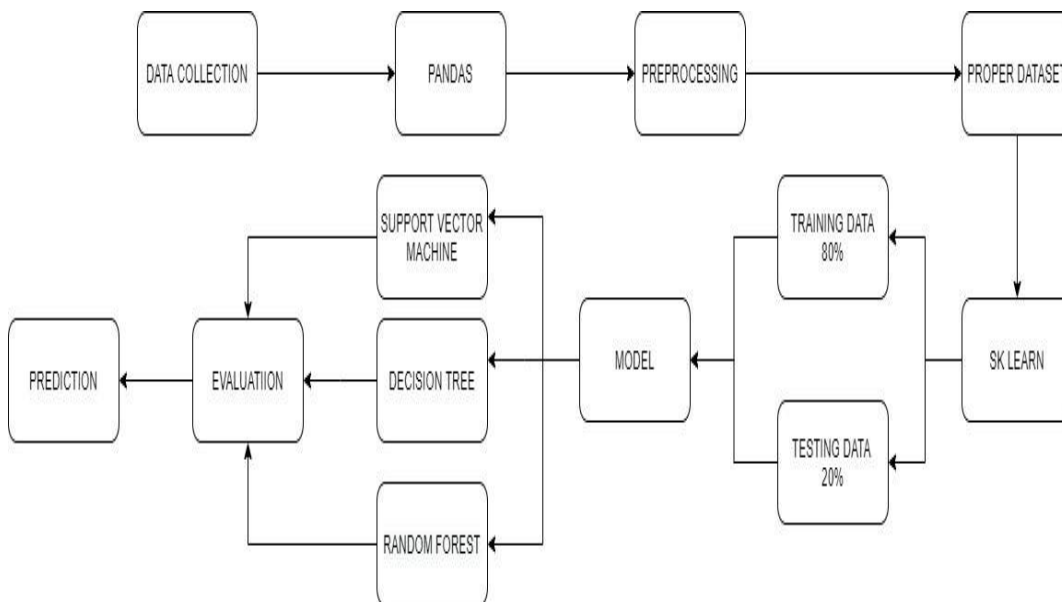 DATA COLLECTION
PANDAS
PREPROCESSING
PROPER DATASET
SUPPORT VECTOR
MACHINE
TRAINING DATA
80%
PREDICTION
EVALUATIION
DECISION TREE
MODEL
SK LEARN
TESTING DATA
20%
RANDOM FOREST